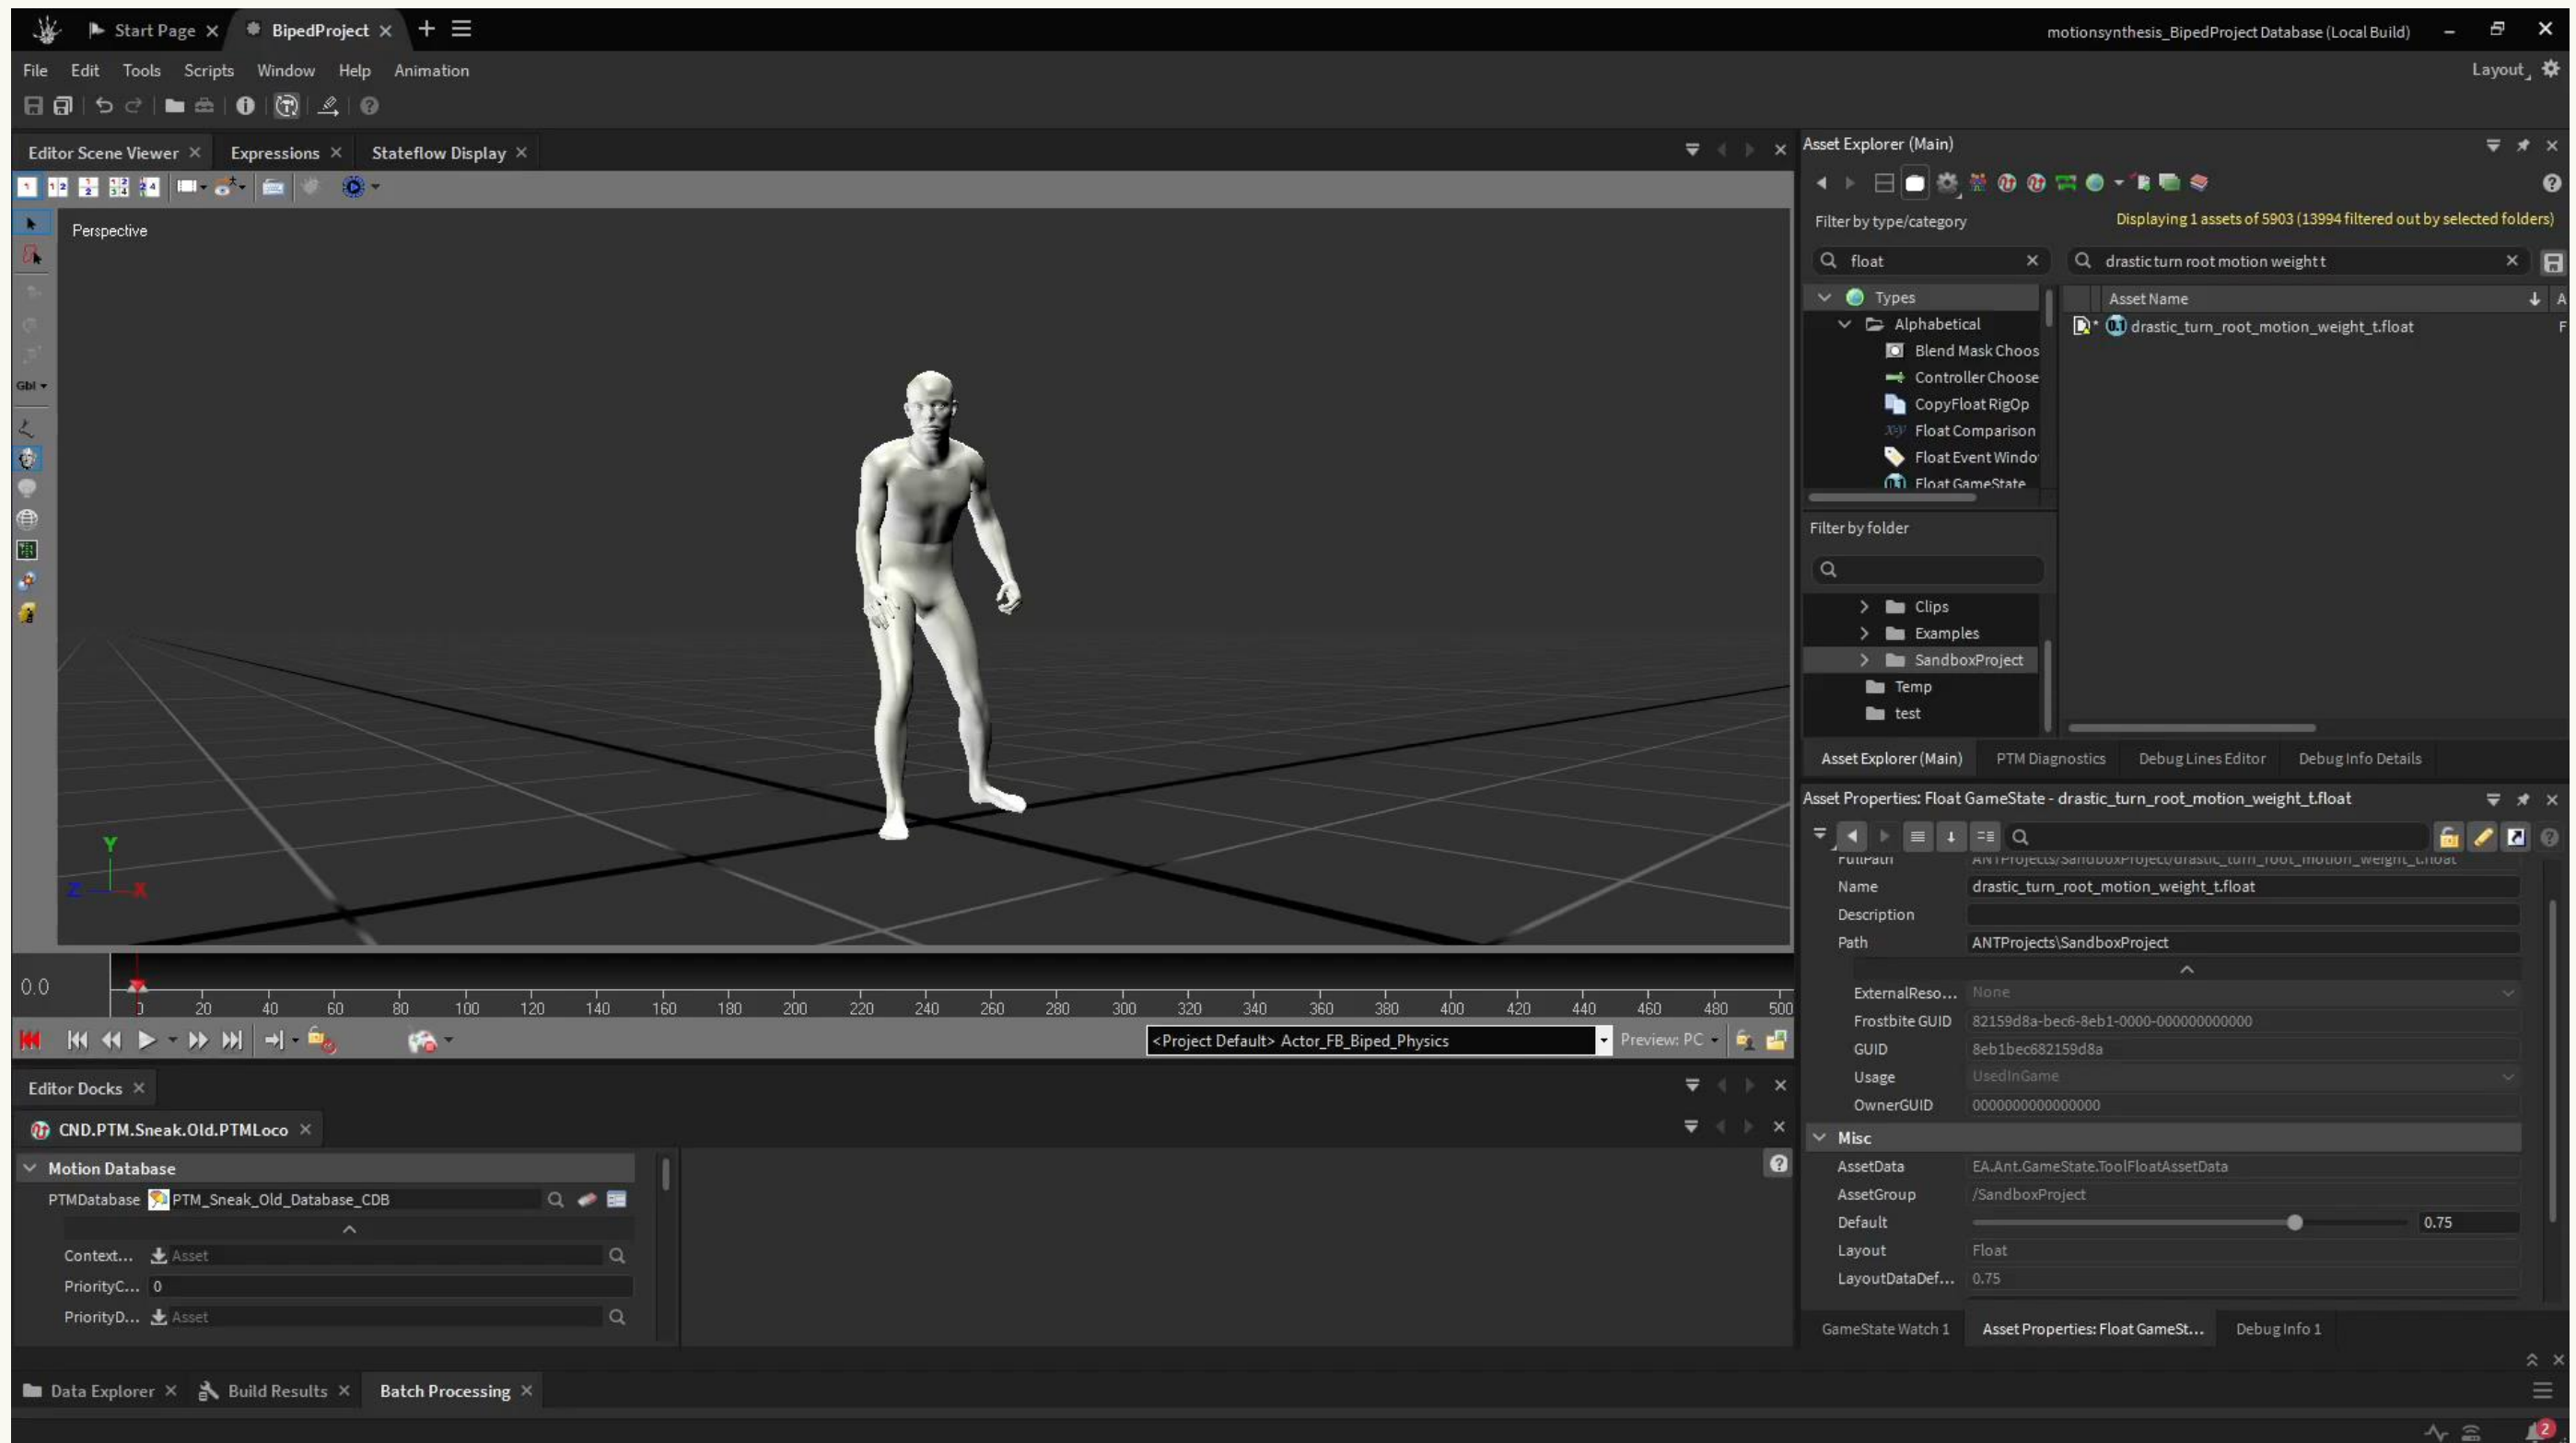 Start Page
BipedProject
motionsynthesis_BipedProject Database (Local Build)
File Edit Tools Scripts Window Help Animation
Layout
Editor Scene Viewer
Expressions
Stateflow Display
Perspective
Gbl
Y
Z
X
0.0
0 20 40 60 80 100 120 140 160 180 200 220 240 260 280 300 320 340 360 380 400 420 440 460 480 500
<Project Default> Actor_FB_Biped_Physics
Preview: PC
Editor Docks
CND.PTM.Sneak.Old.PTMLoco
Motion Database
PTMDatabase PTM_Sneak_Old_Database_CDB
Context... Asset
PriorityC... 0
PriorityD... Asset
Data Explorer
Build Results
Batch Processing
Asset Explorer (Main)
Filter by type/category
Displaying 1 assets of 5903 (13994 filtered out by selected folders)
float
drastic turn root motion weight t
Types
Alphabetical
Blend Mask Choos
Controller Choose
CopyFloat RigOp
Float Comparison
Float Event Windo
Float GameState
Asset Name
A
drastic_turn_root_motion_weight_t.float
F
Filter by folder
Clips
Examples
SandboxProject
Temp
test
Asset Explorer (Main)
PTM Diagnostics
Debug Lines Editor
Debug Info Details
Asset Properties: Float GameState - drastic_turn_root_motion_weight_t.float
FullPath ANTProjects/SandboxProject/drastic_turn_root_motion_weight_t.float
Name drastic_turn_root_motion_weight_t.float
Description
Path ANTProjects\SandboxProject
ExternalReso... None
Frostbite GUID 82159d8a-bec6-8eb1-0000-000000000000
GUID 8eb1bec682159d8a
Usage UsedInGame
OwnerGUID 0000000000000000
Misc
AssetData EA.Ant.GameState.ToolFloatAssetData
AssetGroup /SandboxProject
Default 0.75
Layout Float
LayoutDataDef... 0.75
GameState Watch 1
Asset Properties: Float GameSt...
Debug Info 1
2